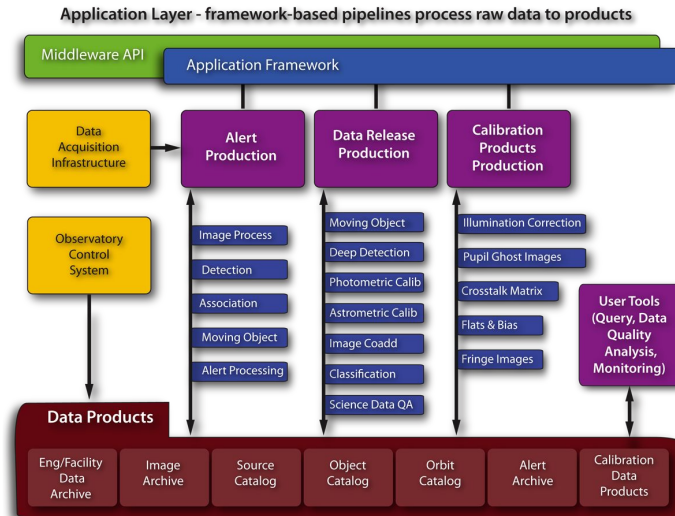 Application Layer - framework-based pipelines process raw data to products
Middleware API
Application Framework
Data
Acquisition
Infrastructure
Alert
Production
Data Release
Production
Calibration
Products
Production
Observatory
Control
System
Image Process
Detection
Association
Moving Object
Alert Processing
Moving Object
Deep Detection
Photometric Calib
Astrometric Calib
Image Coadd
Classification
Science Data QA
Illumination Correction
Pupil Ghost Images
Crosstalk Matrix
Flats & Bias
Fringe Images
User Tools
(Query, Data
Quality
Analysis,
Monitoring)
Data Products
Eng/Facility
Data
Archive
Image
Archive
Source
Catalog
Object
Catalog
Orbit
Catalog
Alert
Archive
Calibration
Data
Products